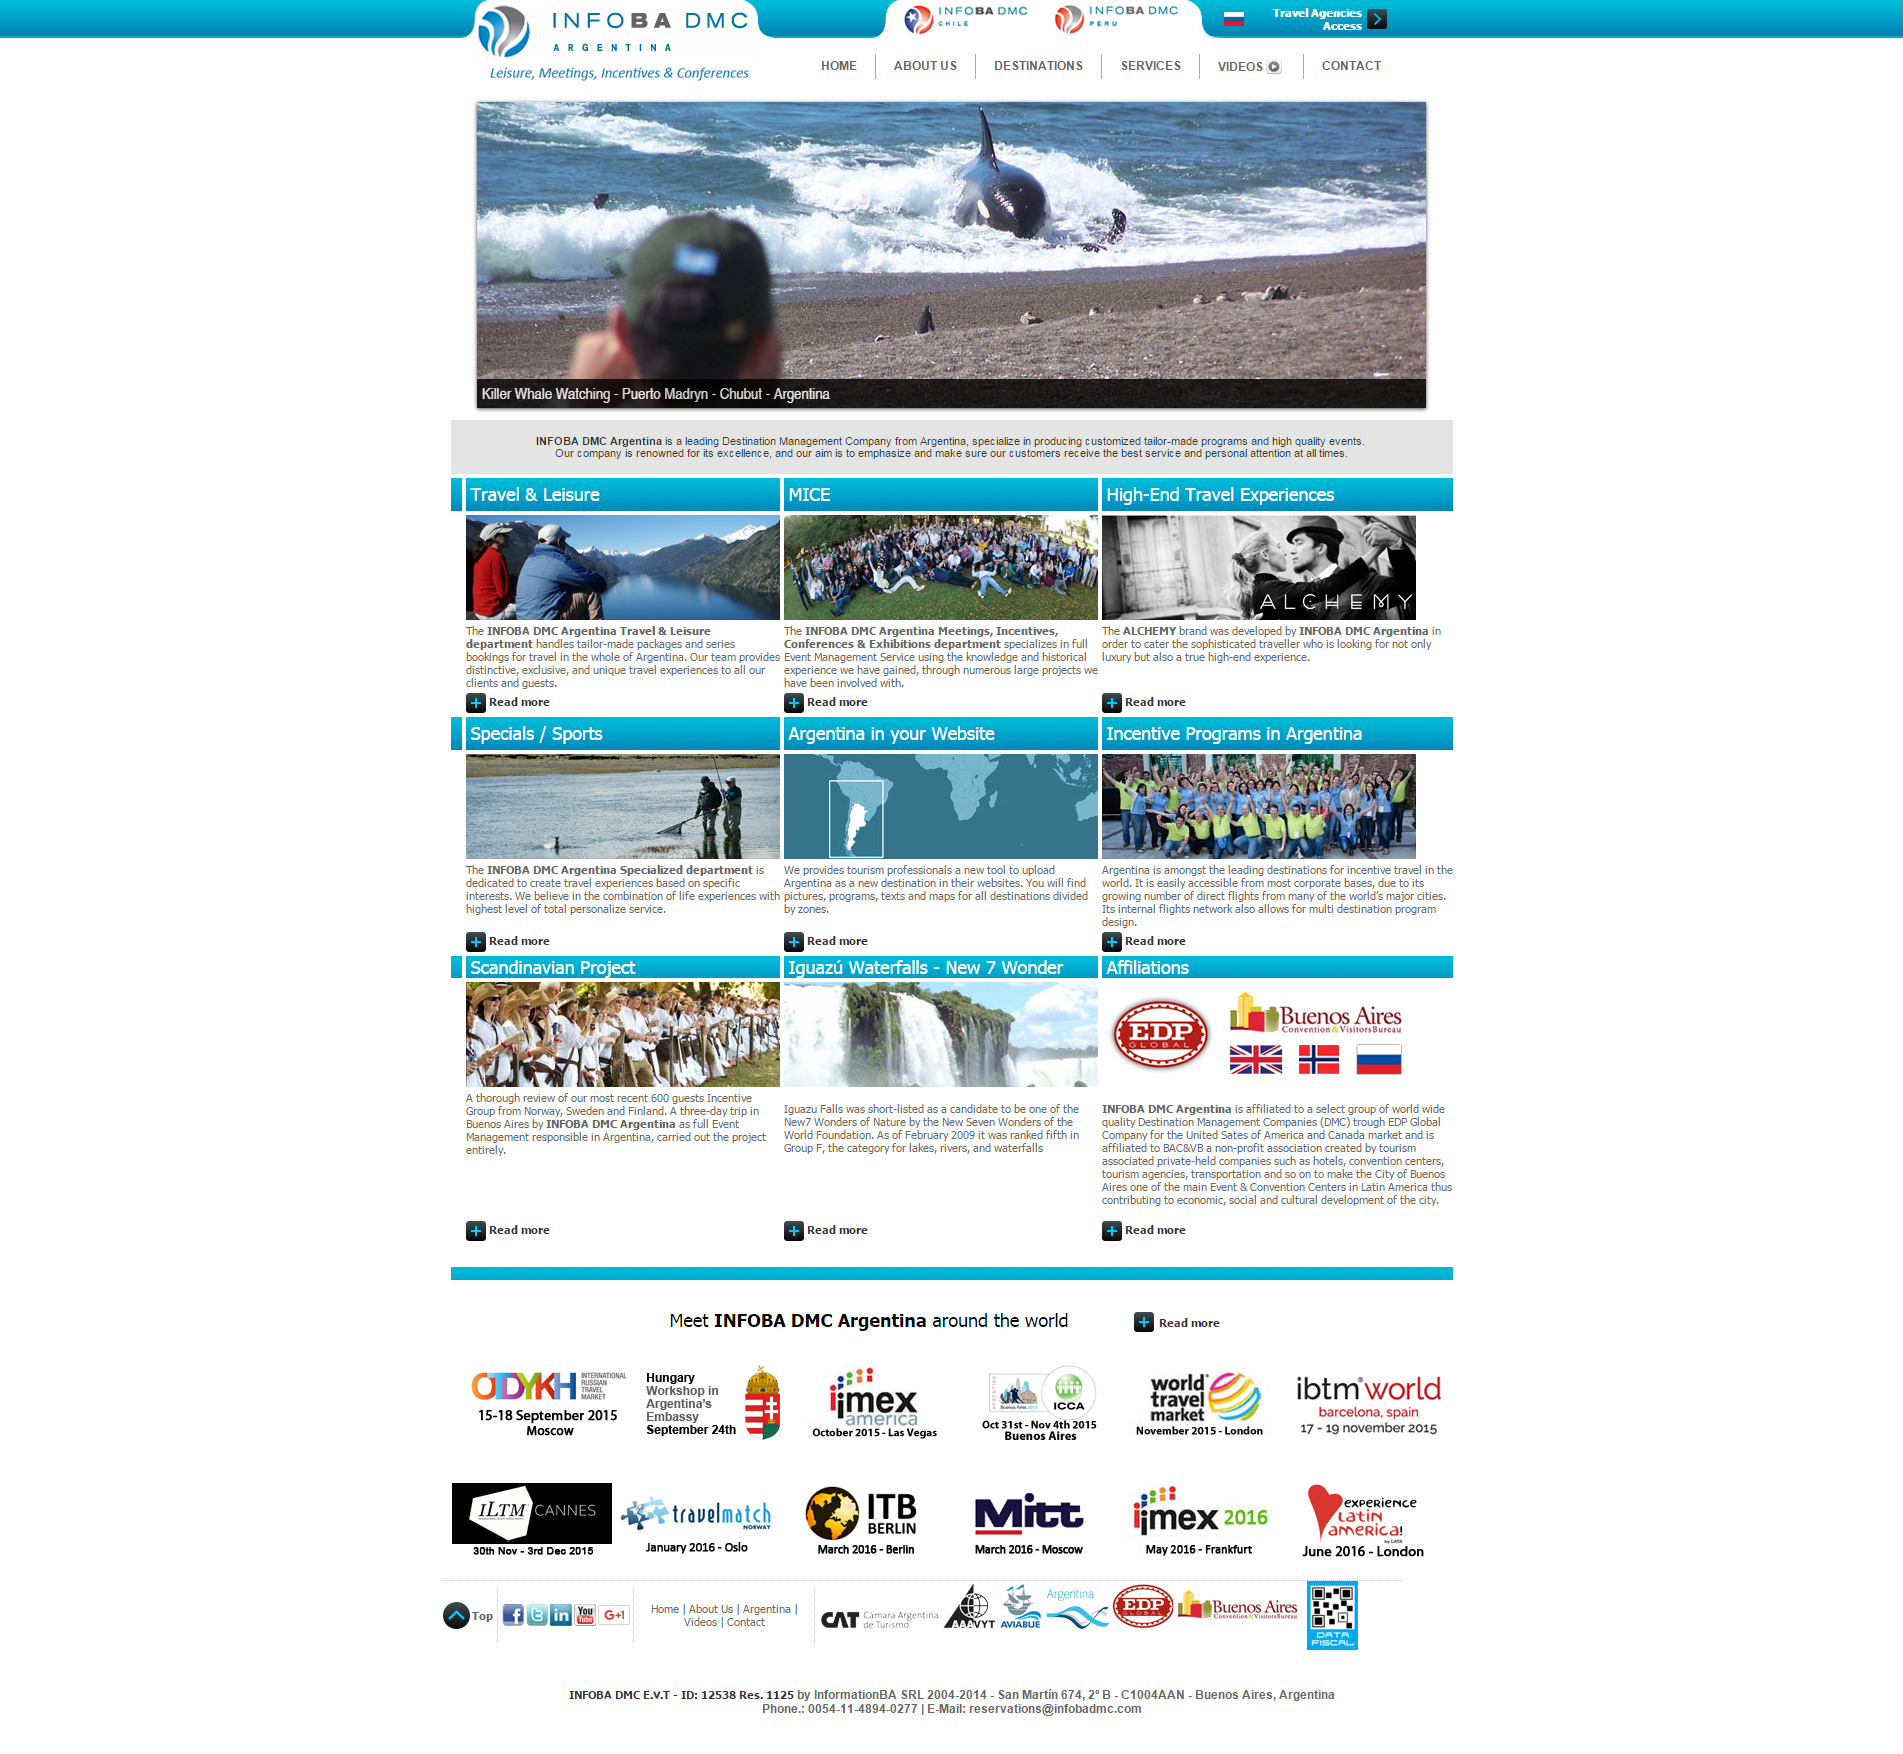 INFOBA DMC
ARGENTINA
Leisure, Meetings, Incentives & Conferences
INFOBA DMC
CHILE
INFOBA DMC
PERU
Travel Agencies
Access
HOME
ABOUT US
DESTINATIONS
SERVICES
VIDEOS
CONTACT
Killer Whale Watching - Puerto Madryn - Chubut - Argentina
INFOBA DMC Argentina is a leading Destination Management Company from Argentina, specialize in producing customized tailor-made programs and high quality events.
Our company is renowned for its excellence, and our aim is to emphasize and make sure our customers receive the best service and personal attention at all times.
Travel & Leisure
The INFOBA DMC Argentina Travel & Leisure
department handles tailor-made packages and series
bookings for travel in the whole of Argentina. Our team provides
distinctive, exclusive, and unique travel experiences to all our
clients and guests.
Read more
MICE
The INFOBA DMC Argentina Meetings, Incentives,
Conferences & Exhibitions department specializes in full
Event Management Service using the knowledge and historical
experience we have gained, through numerous large projects we
have been involved with.
Read more
High-End Travel Experiences
ALCHEMY
The ALCHEMY brand was developed by INFOBA DMC Argentina in
order to cater the sophisticated traveller who is looking for not only
luxury but also a true high-end experience.
Read more
Specials / Sports
The INFOBA DMC Argentina Specialized department is
dedicated to create travel experiences based on specific
interests. We believe in the combination of life experiences with
highest level of total personalize service.
Read more
Argentina in your Website
We provides tourism professionals a new tool to upload
Argentina as a new destination in their websites. You will find
pictures, programs, texts and maps for all destinations divided
by zones.
Read more
Incentive Programs in Argentina
Argentina is amongst the leading destinations for incentive travel in the
world. It is easily accessible from most corporate bases, due to its
growing number of direct flights from many of the world's major cities.
Its internal flights network also allows for multi destination program
design.
Read more
Scandinavian Project
A thorough review of our most recent 600 guests Incentive
Group from Norway, Sweden and Finland. A three-day trip in
Buenos Aires by INFOBA DMC Argentina as full Event
Management responsible in Argentina, carried out the project
entirely.
Read more
Iguazú Waterfalls - New 7 Wonder
Iguazu Falls was short-listed as a candidate to be one of the
New7 Wonders of Nature by the New Seven Wonders of the
World Foundation. As of February 2009 it was ranked fifth in
Group F, the category for lakes, rivers, and waterfalls
Read more
Affiliations
EDP
GLOBAL
Buenos Aires
Convention & Visitors Bureau
INFOBA DMC Argentina is affiliated to a select group of world wide
quality Destination Management Companies (DMC) trough EDP Global
Company for the United Sates of America and Canada market and is
affiliated to BAC&VB a non-profit association created by tourism
associated private-held companies such as hotels, convention centers,
tourism agencies, transportation and so on to make the City of Buenos
Aires one of the main Event & Convention Centers in Latin America thus
contributing to economic, social and cultural development of the city.
Read more
Meet INFOBA DMC Argentina around the world
Read more
OTDYKH
INTERNATIONAL
RUSSIAN
TRAVEL
MARKET
15-18 September 2015
Moscow
Hungary
Workshop in
Argentina's
Embassy
September 24th
imex
america
October 2015 - Las Vegas
ARGENTINA
Buenos Aires 2015
ICCA
Oct 31st - Nov 4th 2015
Buenos Aires
world
travel
market
November 2015 - London
ibtm world
barcelona, spain
17 - 19 november 2015
ILTM CANNES
30th Nov - 3rd Dec 2015
travelmatch
NORWAY
January 2016 - Oslo
ITB
BERLIN
March 2016 - Berlin
Mitt
March 2016 - Moscow
imex 2016
May 2016 - Frankfurt
experience
Latin
america!
by LATA
June 2016 - London
Top
f
t
in
You
Tube
G+1
Home | About Us | Argentina |
Videos | Contact
CAT Cámara Argentina
de Turismo
AAAVYT
AVIABUE
Argentina
EDP
GLOBAL
Buenos Aires
Convention & Visitors Bureau
DATA
FISCAL
INFOBA DMC E.V.T - ID: 12538 Res. 1125 by InformationBA SRL 2004-2014 - San Martín 674, 2º B - C1004AAN - Buenos Aires, Argentina
Phone.: 0054-11-4894-0277 | E-Mail: reservations@infobadmc.com